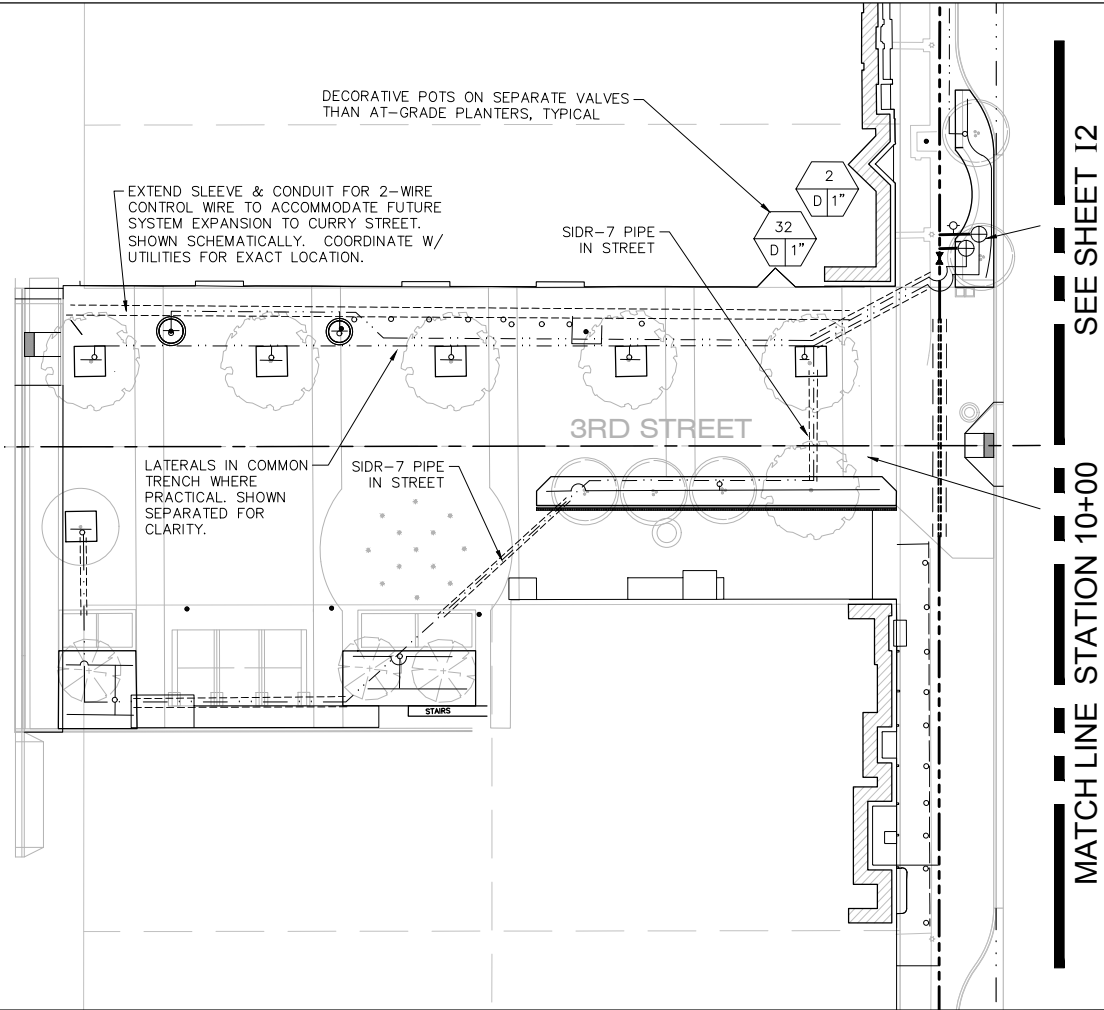 DECORATIVE POTS ON SEPARATE VALVES
THAN AT-GRADE PLANTERS, TYPICAL
EXTEND SLEEVE & CONDUIT FOR 2-WIRE
CONTROL WIRE TO ACCOMMODATE FUTURE
SYSTEM EXPANSION TO CURRY STREET.
SHOWN SCHEMATICALLY. COORDINATE W/
UTILITIES FOR EXACT LOCATION.
2
D 1"
32
D 1"
SIDR-7 PIPE
IN STREET
3RD STREET
LATERALS IN COMMON
TRENCH WHERE
PRACTICAL. SHOWN
SEPARATED FOR
CLARITY.
SIDR-7 PIPE
IN STREET
STAIRS
MATCH LINE STATION 10+00 SEE SHEET I2